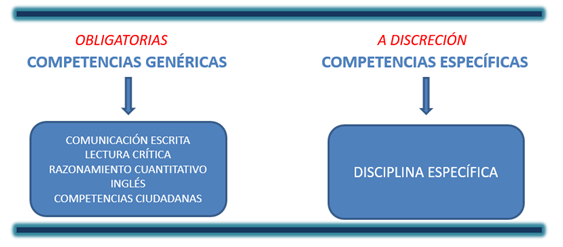 OBLIGATORIAS
COMPETENCIAS GENÉRICAS
COMUNICACIÓN ESCRITA
LECTURA CRÍTICA
RAZONAMIENTO CUANTITATIVO
INGLÉS
COMPETENCIAS CIUDADANAS
A DISCRECIÓN
COMPETENCIAS ESPECÍFICAS
DISCIPLINA ESPECÍFICA